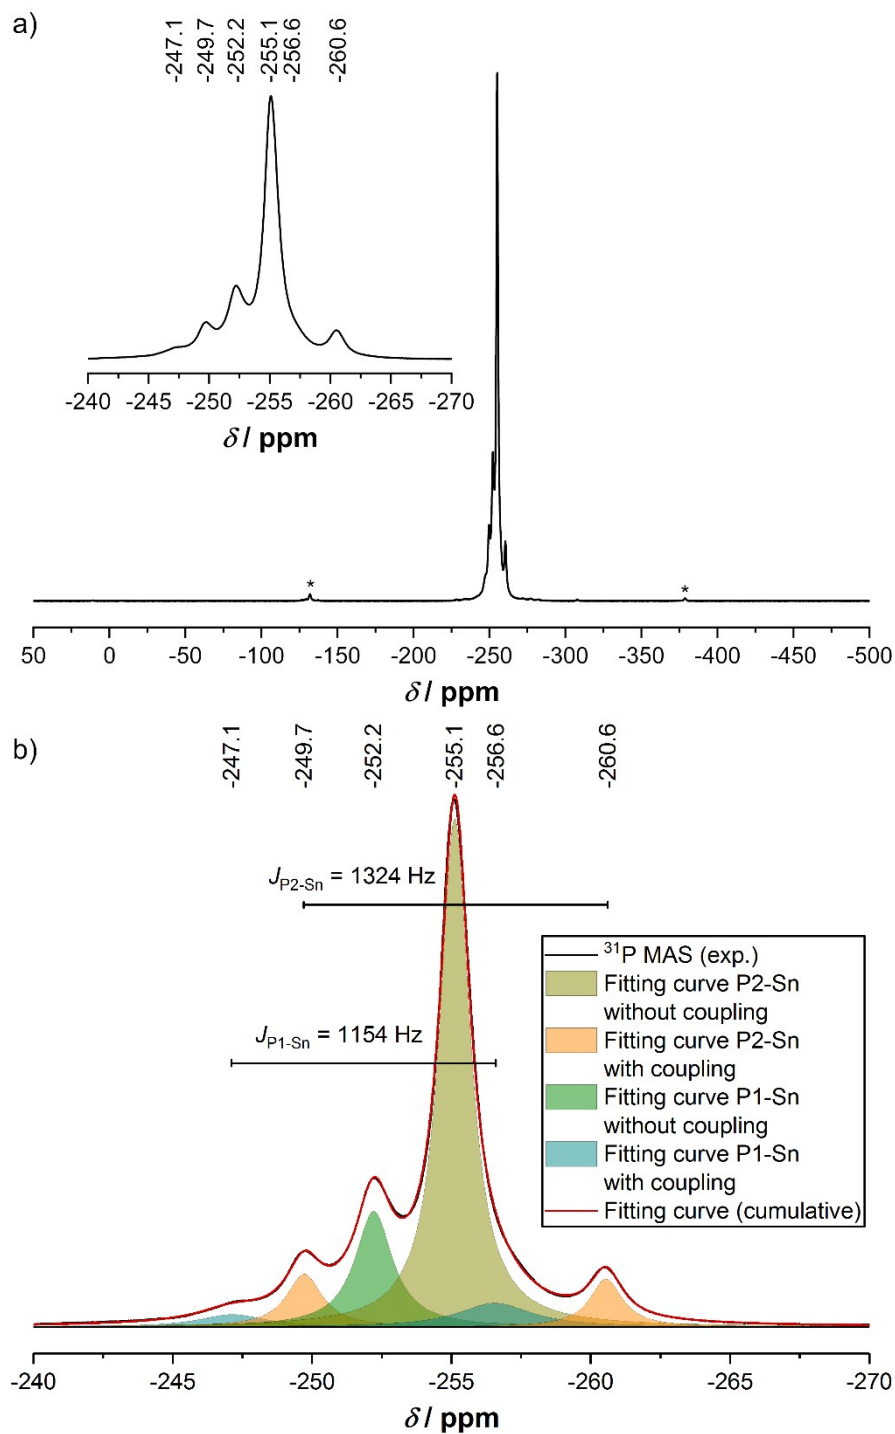 a)
-247.1
-249.7
-252.2
-255.1
-256.6
-260.6
-240 -245 -250 -255 -260 -265 -270
δ / ppm
* *
50 0 -50 -100 -150 -200 -250 -300 -350 -400 -450 -500
δ / ppm
b)
-247.1
-249.7
-252.2
-255.1
-256.6
-260.6
J_P2-Sn = 1324 Hz
J_P1-Sn = 1154 Hz
³¹P MAS (exp.)
Fitting curve P2-Sn
without coupling
Fitting curve P2-Sn
with coupling
Fitting curve P1-Sn
without coupling
Fitting curve P1-Sn
with coupling
Fitting curve (cumulative)
-240 -245 -250 -255 -260 -265 -270
δ / ppm